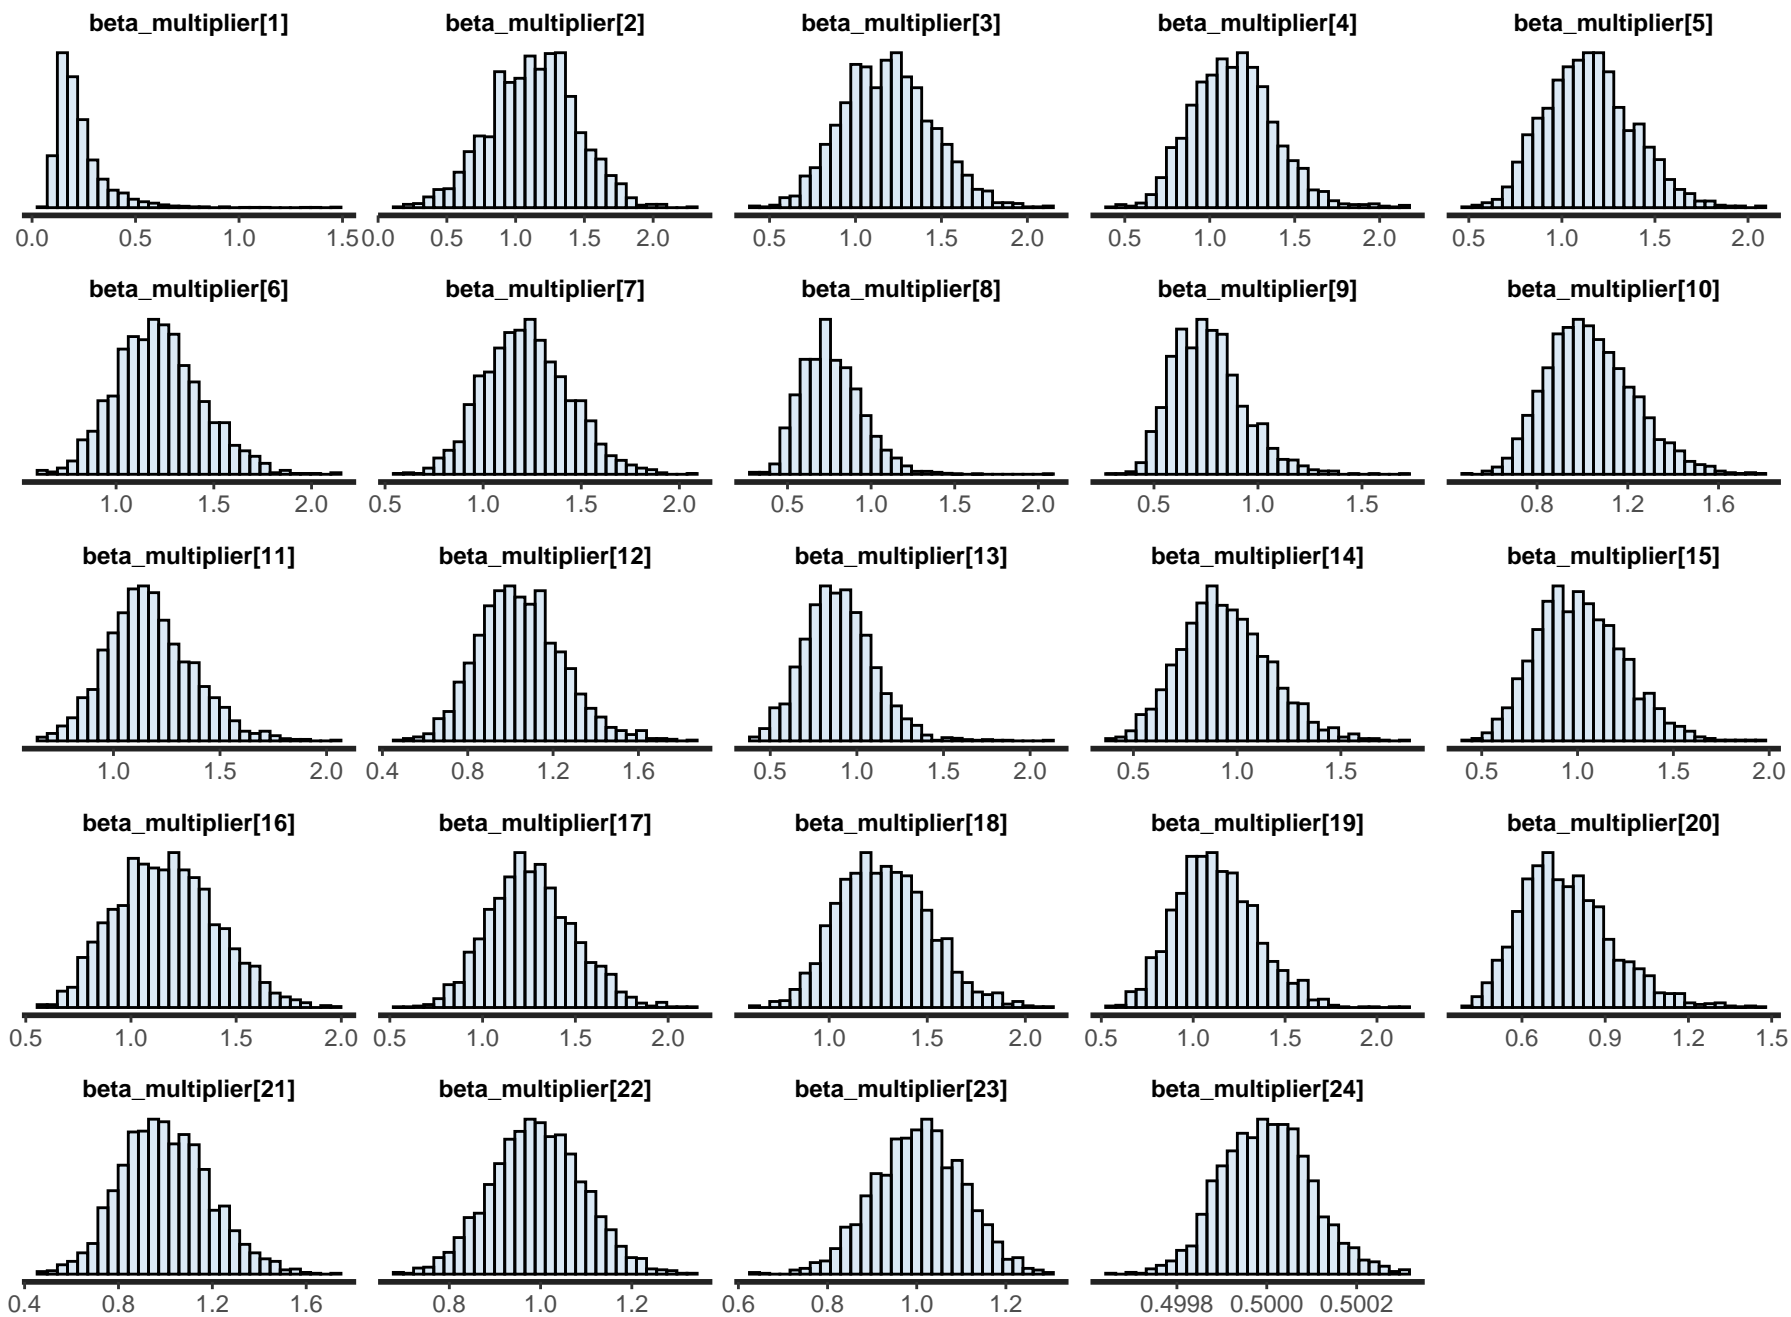 beta_multiplier[1] beta_multiplier[2] beta_multiplier[3] beta_multiplier[4] beta_multiplier[5]
0.0 0.5 1.0 1.5 0.0 0.5 1.0 1.5 2.0 0.5 1.0 1.5 2.0 0.5 1.0 1.5 2.0 0.5 1.0 1.5 2.0
beta_multiplier[6] beta_multiplier[7] beta_multiplier[8] beta_multiplier[9] beta_multiplier[10]
1.0 1.5 2.0 0.5 1.0 1.5 2.0 0.5 1.0 1.5 2.0 0.5 1.0 1.5 0.8 1.2 1.6
beta_multiplier[11] beta_multiplier[12] beta_multiplier[13] beta_multiplier[14] beta_multiplier[15]
1.0 1.5 2.0 0.4 0.8 1.2 1.6 0.5 1.0 1.5 2.0 0.5 1.0 1.5 0.5 1.0 1.5 2.0
beta_multiplier[16] beta_multiplier[17] beta_multiplier[18] beta_multiplier[19] beta_multiplier[20]
0.5 1.0 1.5 2.0 0.5 1.0 1.5 2.0 1.0 1.5 2.0 0.5 1.0 1.5 2.0 0.6 0.9 1.2 1.5
beta_multiplier[21] beta_multiplier[22] beta_multiplier[23] beta_multiplier[24]
0.4 0.8 1.2 1.6 0.8 1.0 1.2 0.6 0.8 1.0 1.2 0.4998 0.5000 0.5002